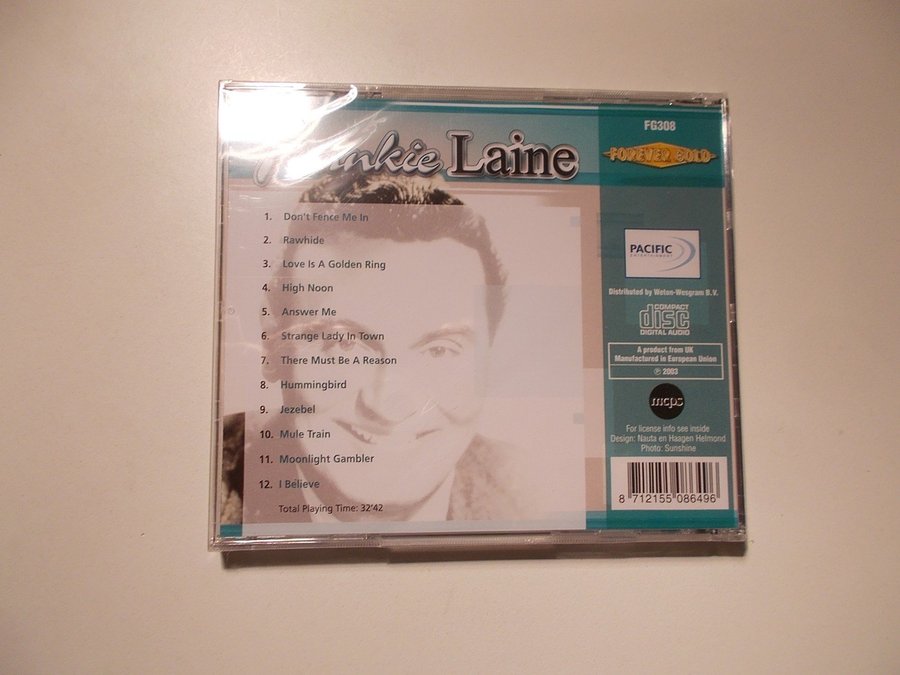 Frankie Laine
1. Don't Fence Me In
2. Rawhide
3. Love Is A Golden Ring
4. High Noon
5. Answer Me
6. Strange Lady In Town
7. There Must Be A Reason
8. Hummingbird
9. Jezebel
10. Mule Train
11. Moonlight Gambler
12. I Believe
Total Playing Time: 32'42
FG308
FOREVER GOLD
PACIFIC
ENTERTAINMENT
Distributed by Weton-Wesgram B.V.
COMPACT
disc
DIGITAL AUDIO
A product from UK
Manufactured in European Union
℗ 2003
mcps
For license info see inside
Design: Nauta en Haagen Helmond
Photo: Sunshine
8 712155 086496